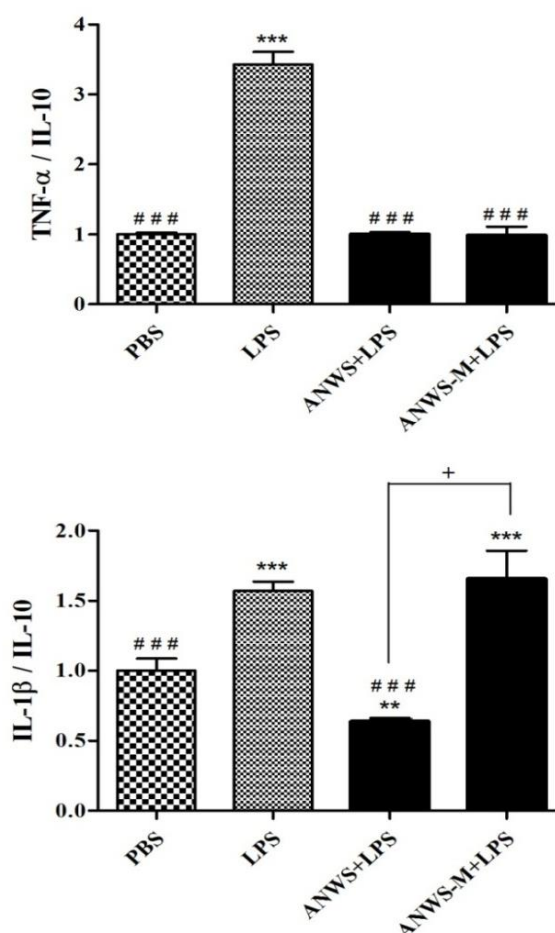 TNF-α / IL-10
4
3
2
1
0
***
# # #
# # #
# # #
PBS
LPS
ANWS+LPS
ANWS-M+LPS
IL-1β / IL-10
2.0
1.5
1.0
0.5
0.0
+
# # #
***
# # #
**
***
PBS
LPS
ANWS+LPS
ANWS-M+LPS